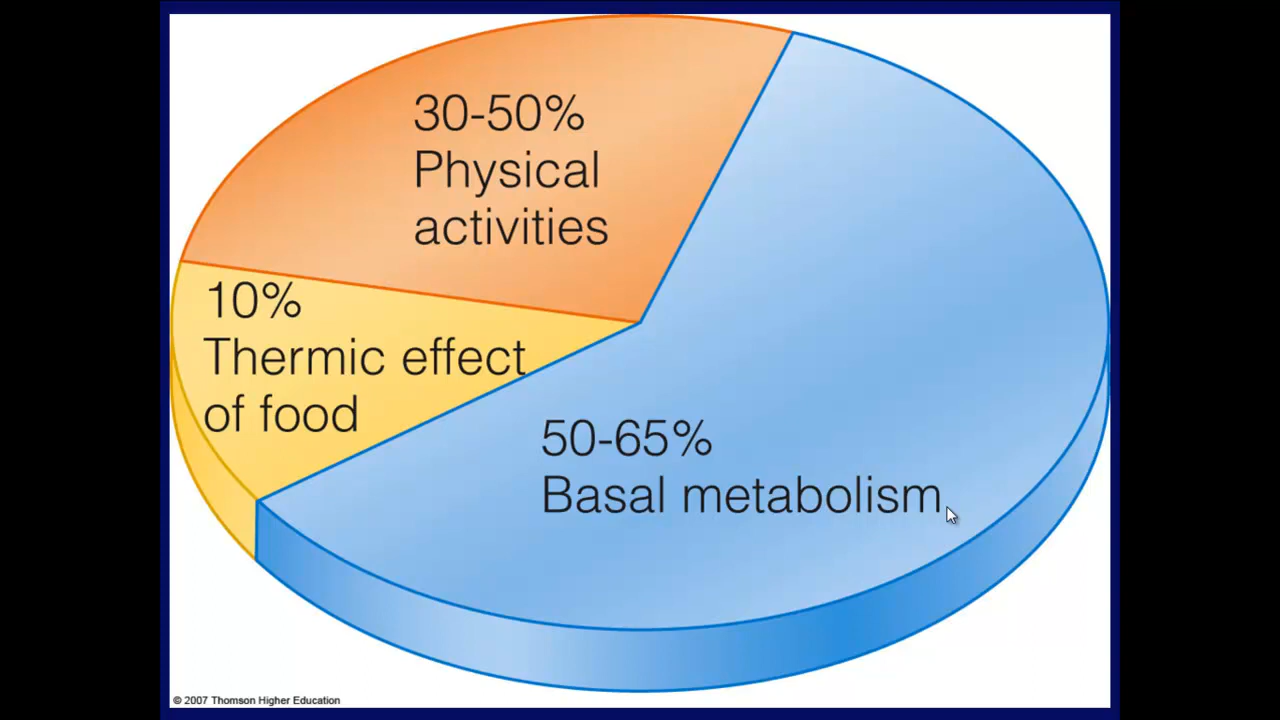 30-50%
Physical
activities
10%
Thermic effect
of food
50-65%
Basal metabolism
© 2007 Thomson Higher Education